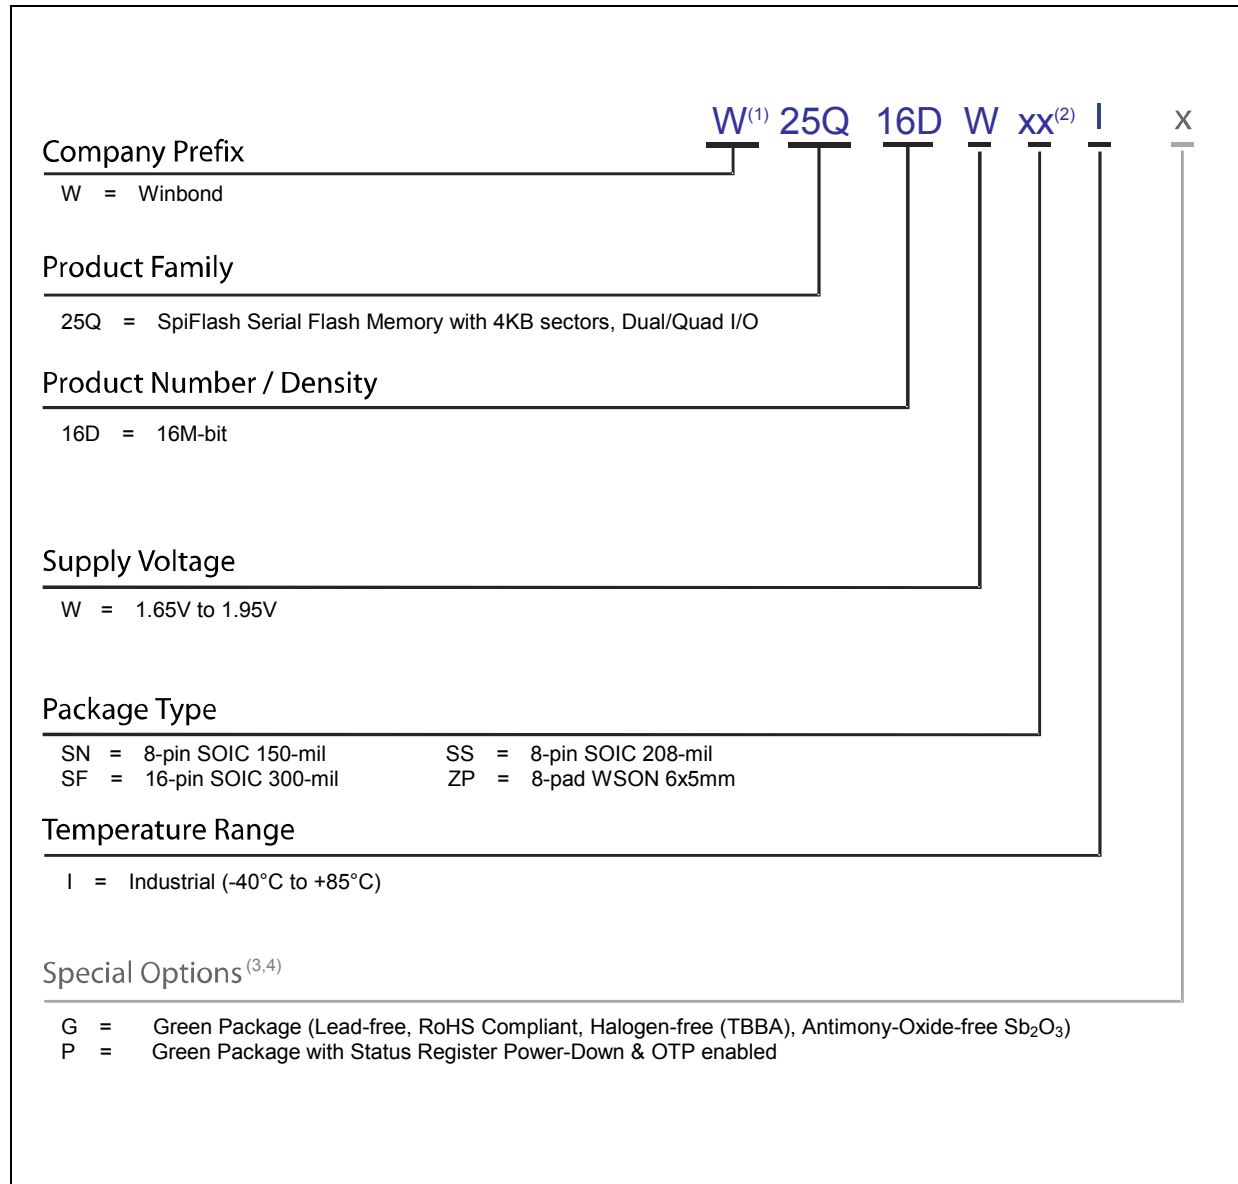 W(1) 25Q 16D W xx(2) I x
Company Prefix
W = Winbond
Product Family
25Q = SpiFlash Serial Flash Memory with 4KB sectors, Dual/Quad I/O
Product Number / Density
16D = 16M-bit
Supply Voltage
W = 1.65V to 1.95V
Package Type
SN = 8-pin SOIC 150-mil SS = 8-pin SOIC 208-mil
SF = 16-pin SOIC 300-mil ZP = 8-pad WSON 6x5mm
Temperature Range
I = Industrial (-40°C to +85°C)
Special Options (3,4)
G = Green Package (Lead-free, RoHS Compliant, Halogen-free (TBBA), Antimony-Oxide-free Sb2O3)
P = Green Package with Status Register Power-Down & OTP enabled